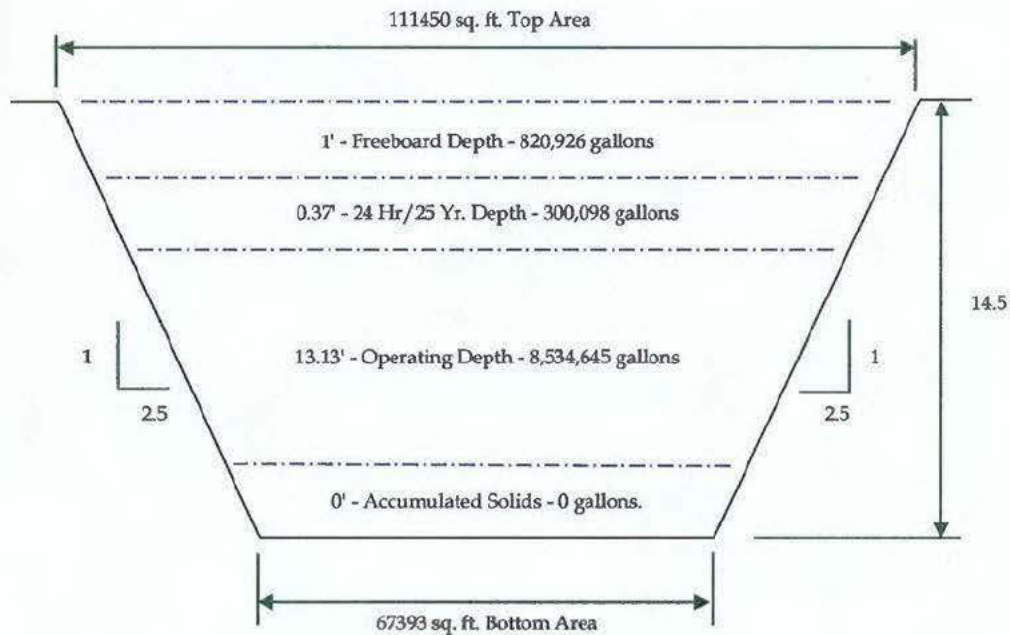 111450 sq. ft. Top Area
1' - Freeboard Depth - 820,926 gallons
0.37' - 24 Hr/25 Yr. Depth - 300,098 gallons
14.5
13.13' - Operating Depth - 8,534,645 gallons
1
1
2.5
2.5
0' - Accumulated Solids - 0 gallons.
67393 sq. ft. Bottom Area